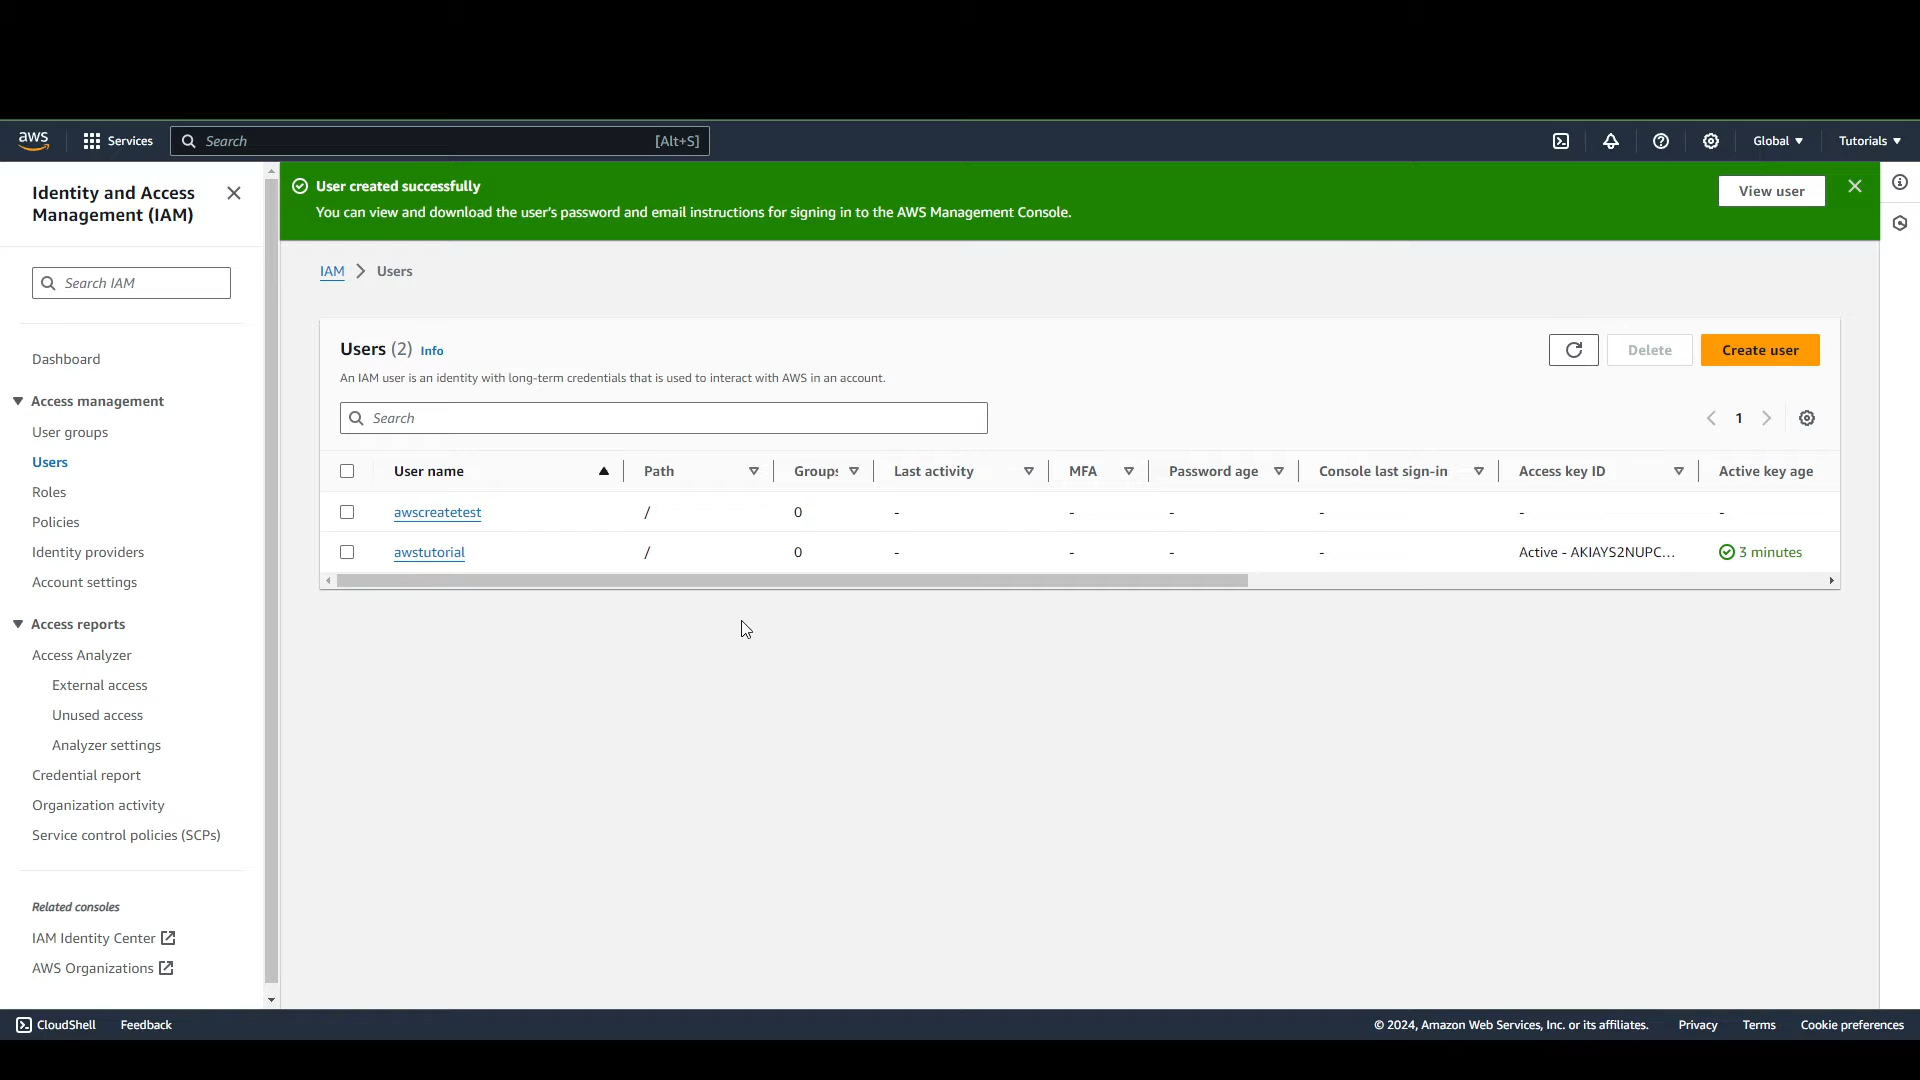 aws
Services
Search [Alt+S]
Global
Tutorials
Identity and Access
Management (IAM)
Search IAM
Dashboard
Access management
User groups
Users
Roles
Policies
Identity providers
Account settings
Access reports
Access Analyzer
External access
Unused access
Analyzer settings
Credential report
Organization activity
Service control policies (SCPs)
Related consoles
IAM Identity Center
AWS Organizations
User created successfully
You can view and download the user's password and email instructions for signing in to the AWS Management Console.
View user
IAM > Users
Users (2) Info
An IAM user is an identity with long-term credentials that is used to interact with AWS in an account.
Delete
Create user
Search
1
User name Path Groups Last activity MFA Password age Console last sign-in Access key ID Active key age
awscreatetest / 0 - - - - - -
awstutorial / 0 - - - - Active - AKIAYS2NUPC... 3 minutes
CloudShell
Feedback
© 2024, Amazon Web Services, Inc. or its affiliates.
Privacy
Terms
Cookie preferences